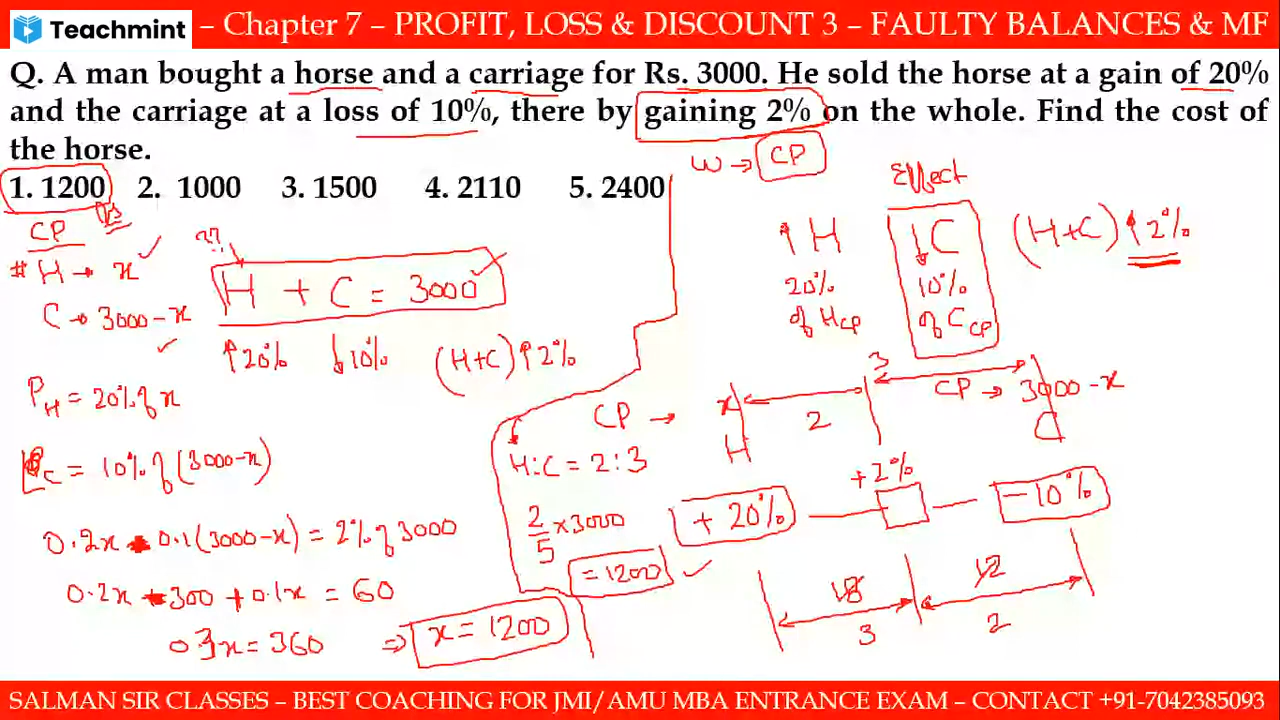 Teachmint – Chapter 7 – PROFIT, LOSS & DISCOUNT 3 – FAULTY BALANCES & MF
Q. A man bought a horse and a carriage for Rs. 3000. He sold the horse at a gain of 20%
and the carriage at a loss of 10%, there by gaining 2% on the whole. Find the cost of
the horse.
1. 1200 2. 1000 3. 1500 4. 2110 5. 2400
W → CP
Effect
CP
??
# H → x
C → 3000 - x
H + C = 3000
↑20% ↓10% (H+C)↑2%
↑H ↓C (H+C)↑2%
20% 10%
of H_CP of C_CP
P_H = 20% of x
L_C = 10% of (3000-x)
0.2x - 0.1(3000-x) = 2% of 3000
0.2x - 300 + 0.1x = 60
0.3x = 360 ⇒ x = 1200
CP → x 2 3 CP → 3000 - x
H C
H:C = 2:3
2/5 × 3000
= 1200
+2%
+20% -10%
18 12
3 2
SALMAN SIR CLASSES – BEST COACHING FOR JMI/AMU MBA ENTRANCE EXAM – CONTACT +91-7042385093